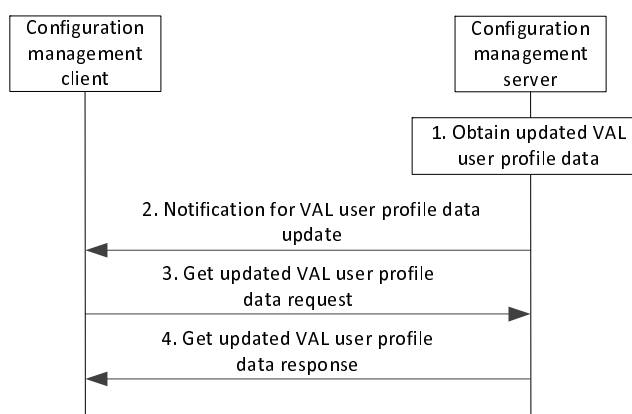 Configuration
management
client
Configuration
management
server
1. Obtain updated VAL
user profile data
2. Notification for VAL user profile data
update
3. Get updated VAL user profile
data request
4. Get updated VAL user profile
data response